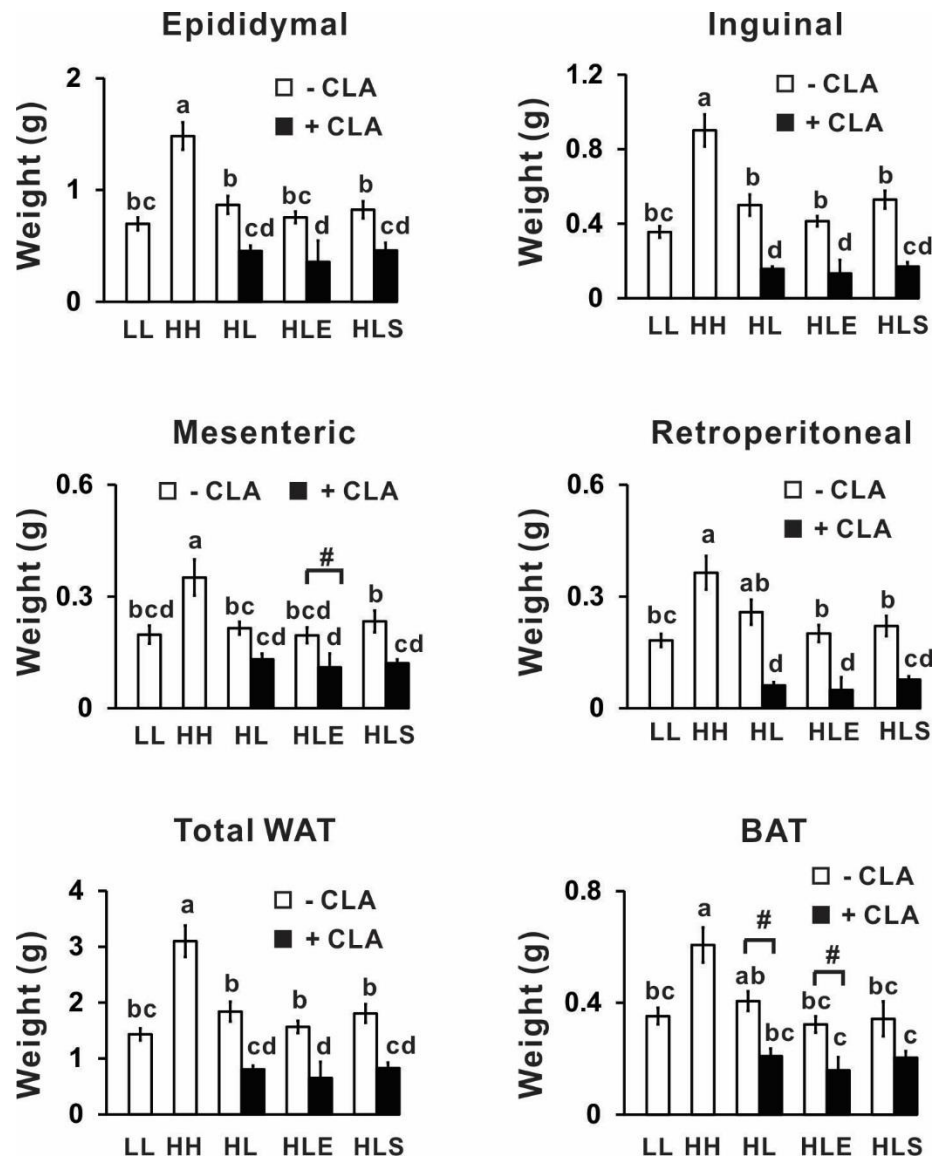 Epididymal
Weight (g)
2
1
0
- CLA
+ CLA
bc
a
b
cd
b
d
b
cd
LL HH HL HLE HLS
Inguinal
Weight (g)
1.2
0.8
0.4
0
- CLA
+ CLA
bc
a
b
d
b
d
b
cd
LL HH HL HLE HLS
Mesenteric
Weight (g)
0.6
0.3
0
- CLA + CLA
bcd
a
bc
cd
#
bcd
d
b
cd
LL HH HL HLE HLS
Retroperitoneal
Weight (g)
0.6
0.3
0
- CLA
+ CLA
bc
a
ab
d
b
d
b
cd
LL HH HL HLE HLS
Total WAT
Weight (g)
4
3
2
1
0
- CLA
+ CLA
bc
a
b
cd
b
d
b
cd
LL HH HL HLE HLS
BAT
Weight (g)
0.8
0.4
0
- CLA
+ CLA
bc
a
#
ab
bc
#
bc
c
bc
c
LL HH HL HLE HLS